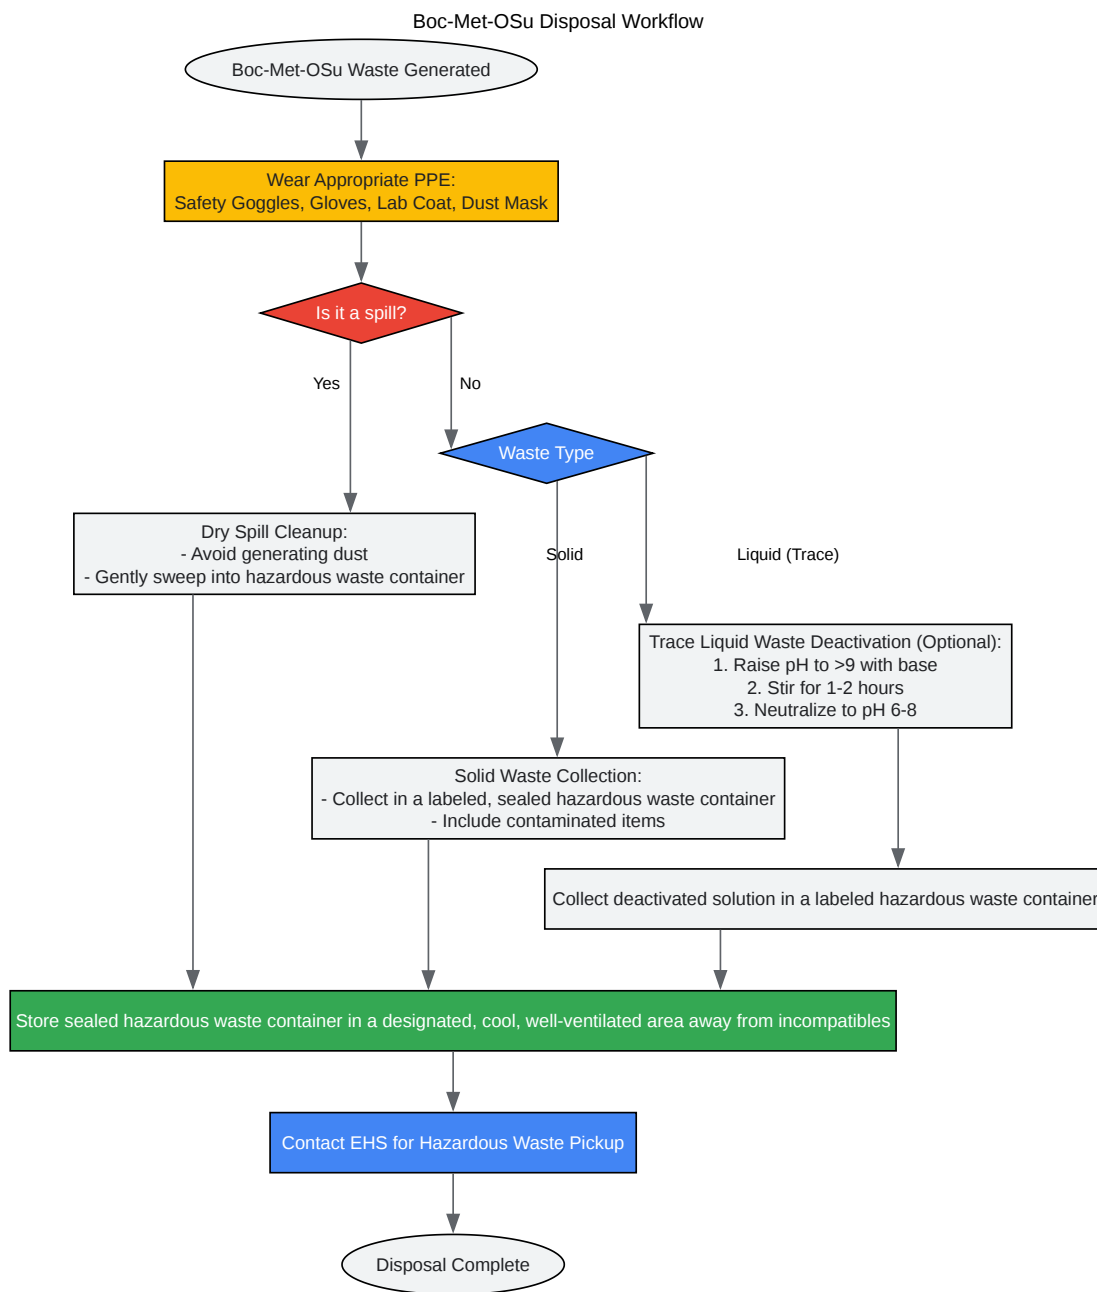 Boc-Met-OSu Disposal Workflow
Boc-Met-OSu Waste Generated
Wear Appropriate PPE:
Safety Goggles, Gloves, Lab Coat, Dust Mask
Is it a spill?
Yes
No
Waste Type
Dry Spill Cleanup:
- Avoid generating dust
- Gently sweep into hazardous waste container
Solid
Liquid (Trace)
Trace Liquid Waste Deactivation (Optional):
1. Raise pH to >9 with base
2. Stir for 1-2 hours
3. Neutralize to pH 6-8
Solid Waste Collection:
- Collect in a labeled, sealed hazardous waste container
- Include contaminated items
Collect deactivated solution in a labeled hazardous waste container
Store sealed hazardous waste container in a designated, cool, well-ventilated area away from incompatibles
Contact EHS for Hazardous Waste Pickup
Disposal Complete